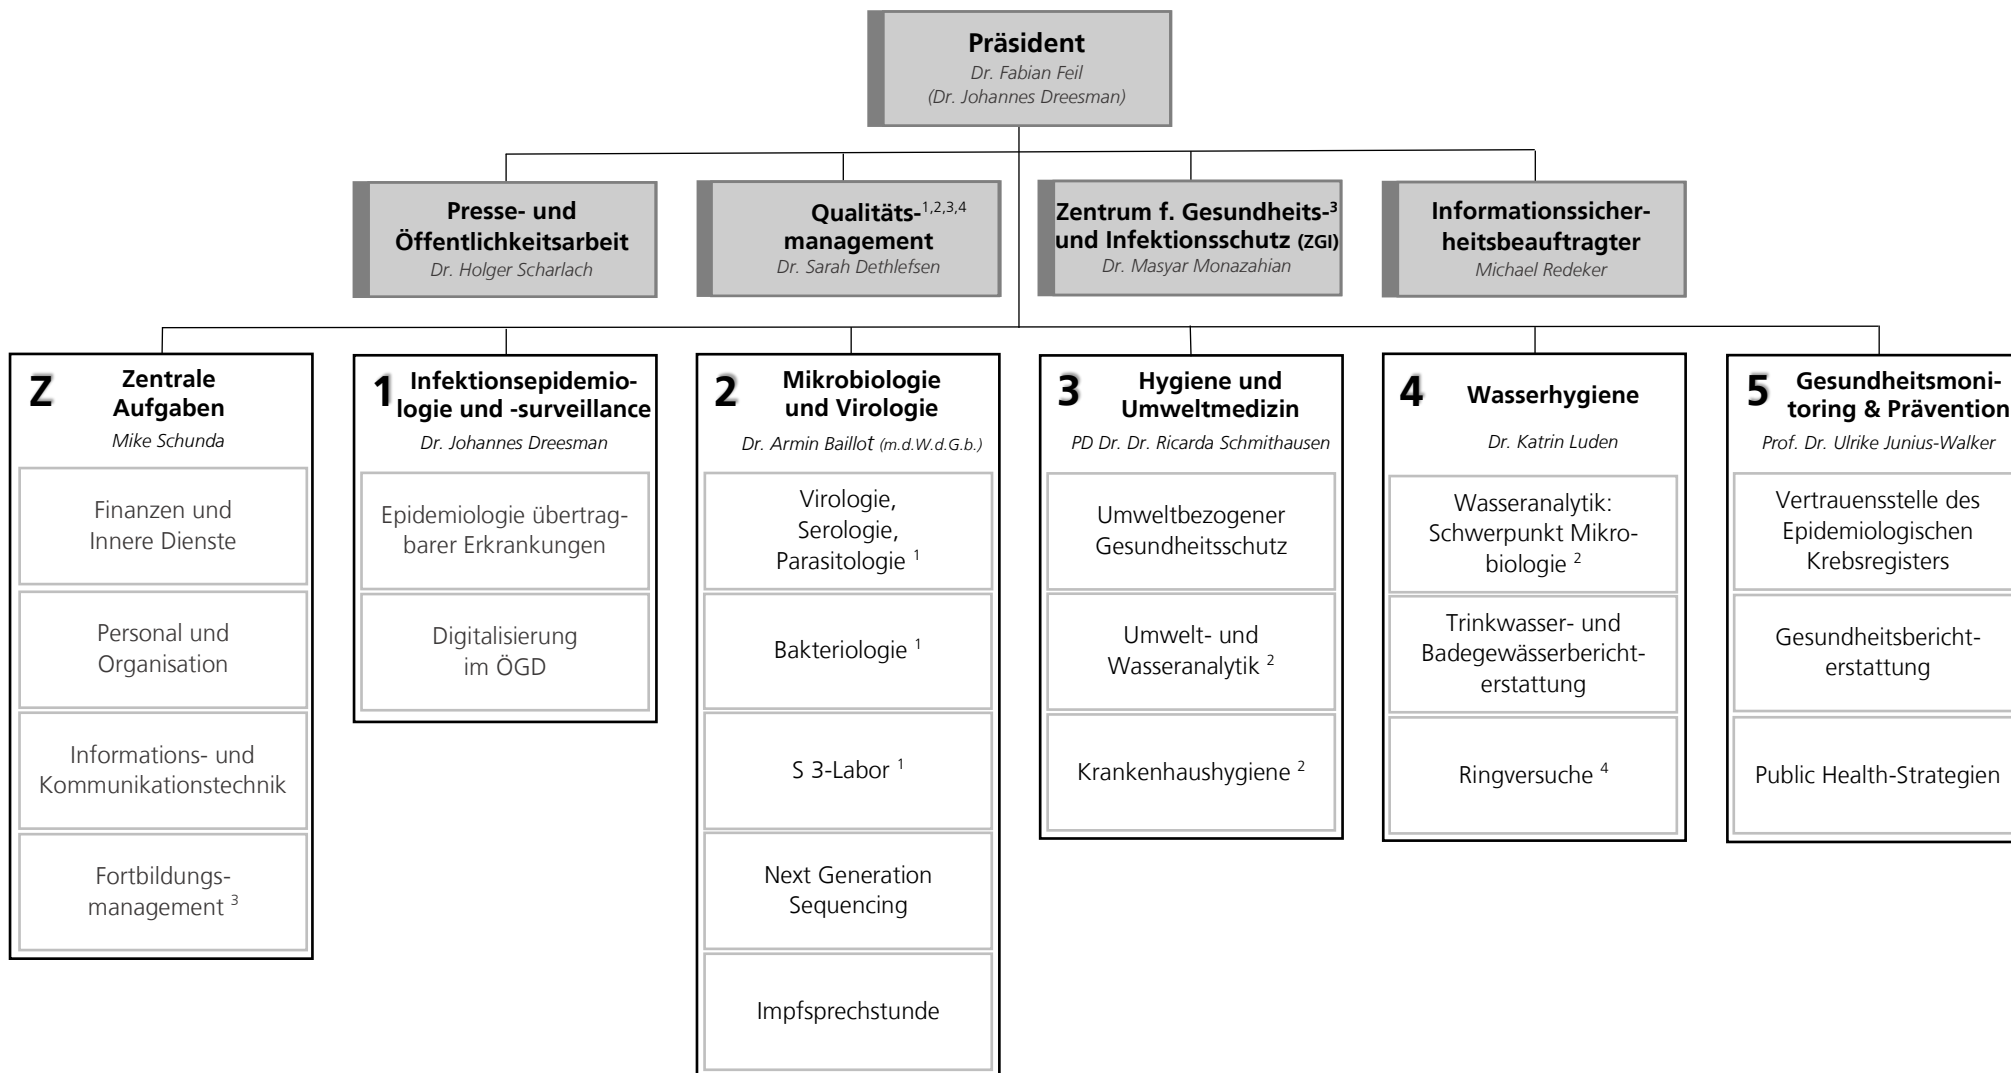 Präsident
Dr. Fabian Feil
(Dr. Johannes Dreesman)
Presse- und
Öffentlichkeitsarbeit
Dr. Holger Scharlach
Qualitäts-1,2,3,4
management
Dr. Sarah Dethlefsen
Zentrum f. Gesundheits-3
und Infektionsschutz (ZGI)
Dr. Masyar Monazahian
Informationssicher-
heitsbeauftragter
Michael Redeker
Z
Zentrale
Aufgaben
Mike Schunda
Finanzen und
Innere Dienste
Personal und
Organisation
Informations- und
Kommunikationstechnik
Fortbildungs-
management 3
1
Infektionsepidemio-
logie und -surveillance
Dr. Johannes Dreesman
Epidemiologie übertrag-
barer Erkrankungen
Digitalisierung
im ÖGD
2
Mikrobiologie
und Virologie
Dr. Armin Baillot (m.d.W.d.G.b.)
Virologie,
Serologie,
Parasitologie 1
Bakteriologie 1
S 3-Labor 1
Next Generation
Sequencing
Impfsprechstunde
3
Hygiene und
Umweltmedizin
PD Dr. Dr. Ricarda Schmithausen
Umweltbezogener
Gesundheitsschutz
Umwelt- und
Wasseranalytik 2
Krankenhaushygiene 2
4
Wasserhygiene
Dr. Katrin Luden
Wasseranalytik:
Schwerpunkt Mikro-
biologie 2
Trinkwasser- und
Badegewässerbericht-
erstattung
Ringversuche 4
5
Gesundheitsmoni-
toring & Prävention
Prof. Dr. Ulrike Junius-Walker
Vertrauensstelle des
Epidemiologischen
Krebsregisters
Gesundheitsbericht-
erstattung
Public Health-Strategien